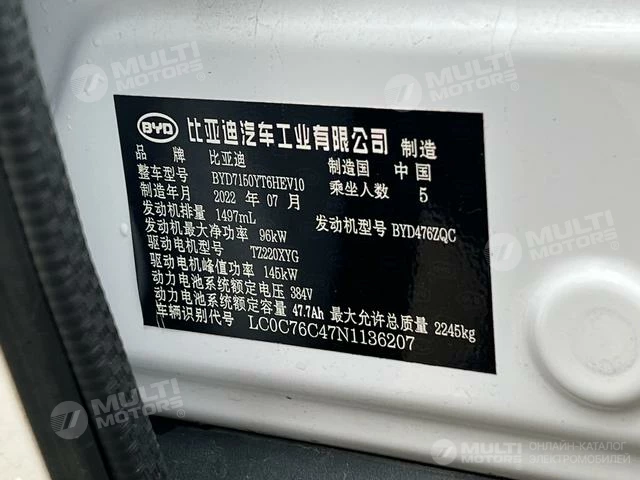 BYD 比亚迪汽车工业有限公司 制造
品 牌 比亚迪 制造国 中国
整车型号 BYD7150YT6HEV10 乘坐人数 5
制造年月 2022 年 07 月
发动机排量 1497mL 发动机型号 BYD476ZQC
发动机最大净功率 96kW
驱动电机型号 TZ220XYG
驱动电机峰值功率 145kW
动力电池系统额定电压 384V
动力电池系统额定容量 47.7Ah 最大允许总质量 2245kg
车辆识别代号 LC0C76C47N1136207
MULTI MOTORS
MULTI MOTORS
MULTI MOTORS
MULTI MOTORS
MULTI MOTORS
MULTI MOTORS
ОНЛАЙН-КАТАЛОГ
ЭЛЕКТРОМОБИЛЕЙ